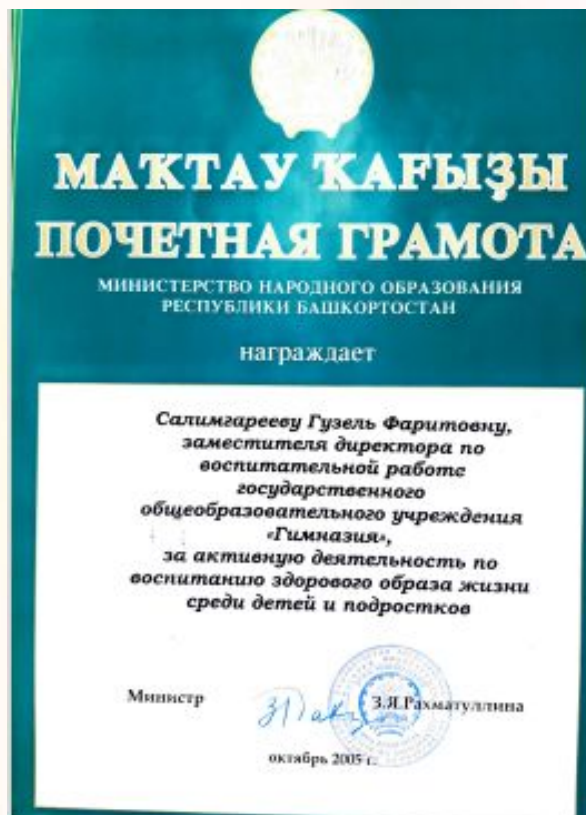 МАҠТАУ ҠАҒЫҘЫ
ПОЧЕТНАЯ ГРАМОТА
МИНИСТЕРСТВО НАРОДНОГО ОБРАЗОВАНИЯ
РЕСПУБЛИКИ БАШКОРТОСТАН
награждает
Салимгарееву Гузель Фаритовну,
заместителя директора по
воспитательной работе
государственного
общеобразовательного учреждения
«Гимназия»,
за активную деятельность по
воспитанию здорового образа жизни
среди детей и подростков
Министр З.Я.Рахматуллина
октябрь 2005 г.